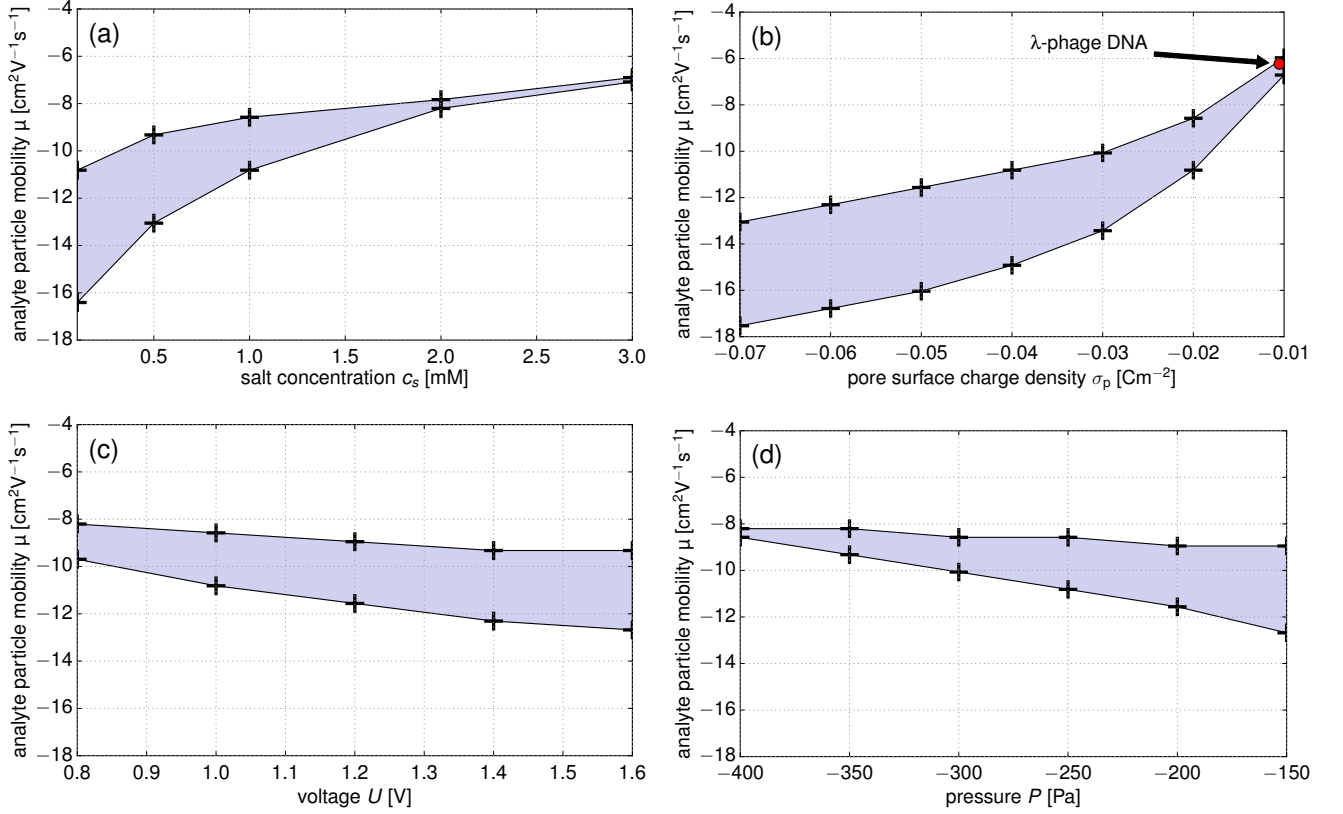 (a)
analyte particle mobility μ [cm²V⁻¹s⁻¹]
−4
−6
−8
−10
−12
−14
−16
−18
0.5 1.0 1.5 2.0 2.5 3.0
salt concentration cₛ [mM]
(b)
λ-phage DNA
analyte particle mobility μ [cm²V⁻¹s⁻¹]
−4
−6
−8
−10
−12
−14
−16
−18
−0.07 −0.06 −0.05 −0.04 −0.03 −0.02 −0.01
pore surface charge density σₚ [Cm⁻²]
(c)
analyte particle mobility μ [cm²V⁻¹s⁻¹]
−4
−6
−8
−10
−12
−14
−16
−18
0.8 0.9 1.0 1.1 1.2 1.3 1.4 1.5 1.6
voltage U [V]
(d)
analyte particle mobility μ [cm²V⁻¹s⁻¹]
−4
−6
−8
−10
−12
−14
−16
−18
−400 −350 −300 −250 −200 −150
pressure P [Pa]